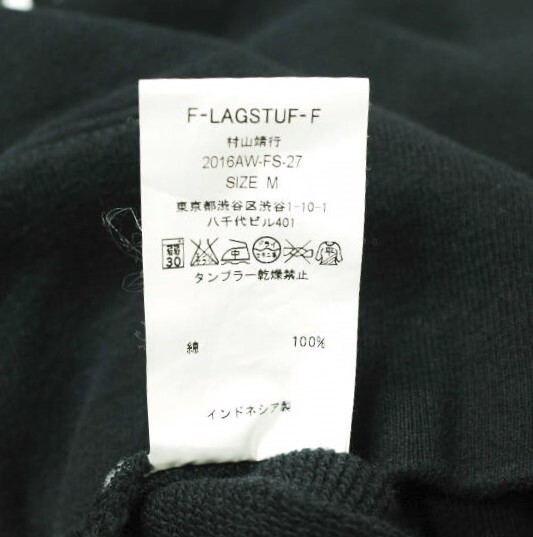 F-LAGSTUF-F
村山靖行
2016AW-FS-27
SIZE M
東京都渋谷区渋谷1-10-1
八千代ビル401
30
タンブラー乾燥禁止
綿 100%
インドネシア製